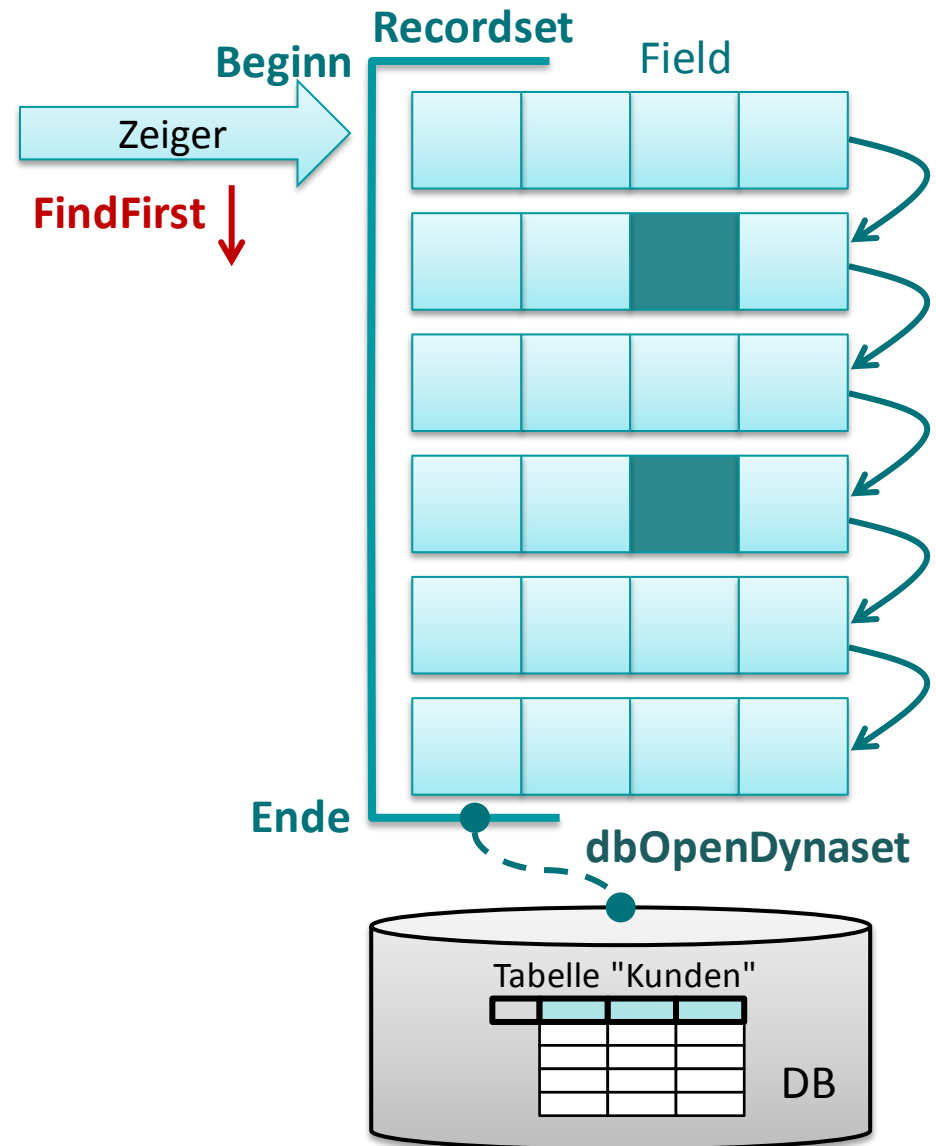 Recordset
Beginn
Field
Zeiger
FindFirst
Ende
dbOpenDynaset
Tabelle "Kunden"
DB